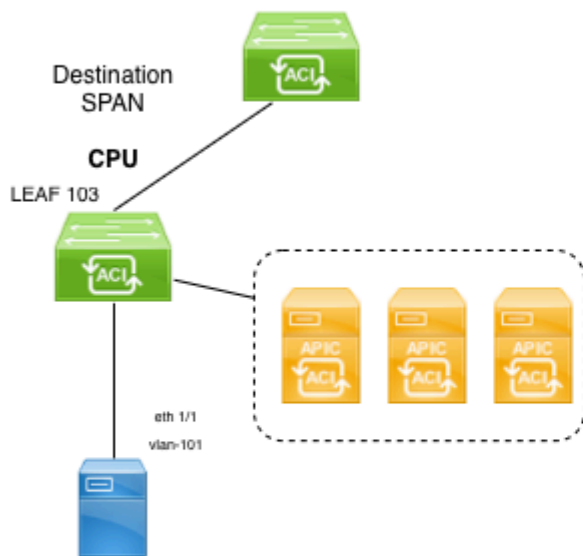 ACI
Destination
SPAN
CPU
LEAF 103
ACI
APIC
ACI
APIC
ACI
APIC
ACI
eth 1/1
vlan-101